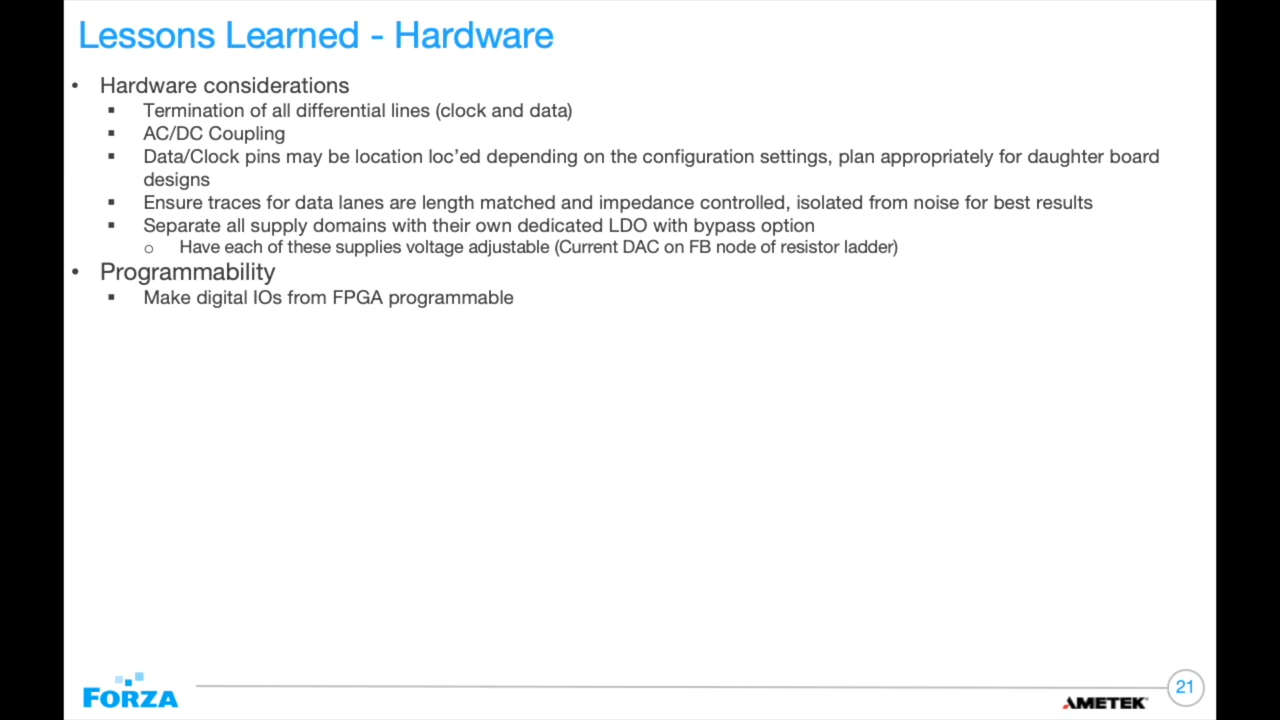 Lessons Learned - Hardware
• Hardware considerations
▪ Termination of all differential lines (clock and data)
▪ AC/DC Coupling
▪ Data/Clock pins may be location loc’ed depending on the configuration settings, plan appropriately for daughter board
designs
▪ Ensure traces for data lanes are length matched and impedance controlled, isolated from noise for best results
▪ Separate all supply domains with their own dedicated LDO with bypass option
o Have each of these supplies voltage adjustable (Current DAC on FB node of resistor ladder)
• Programmability
▪ Make digital IOs from FPGA programmable
FORZA
AMETEK
21